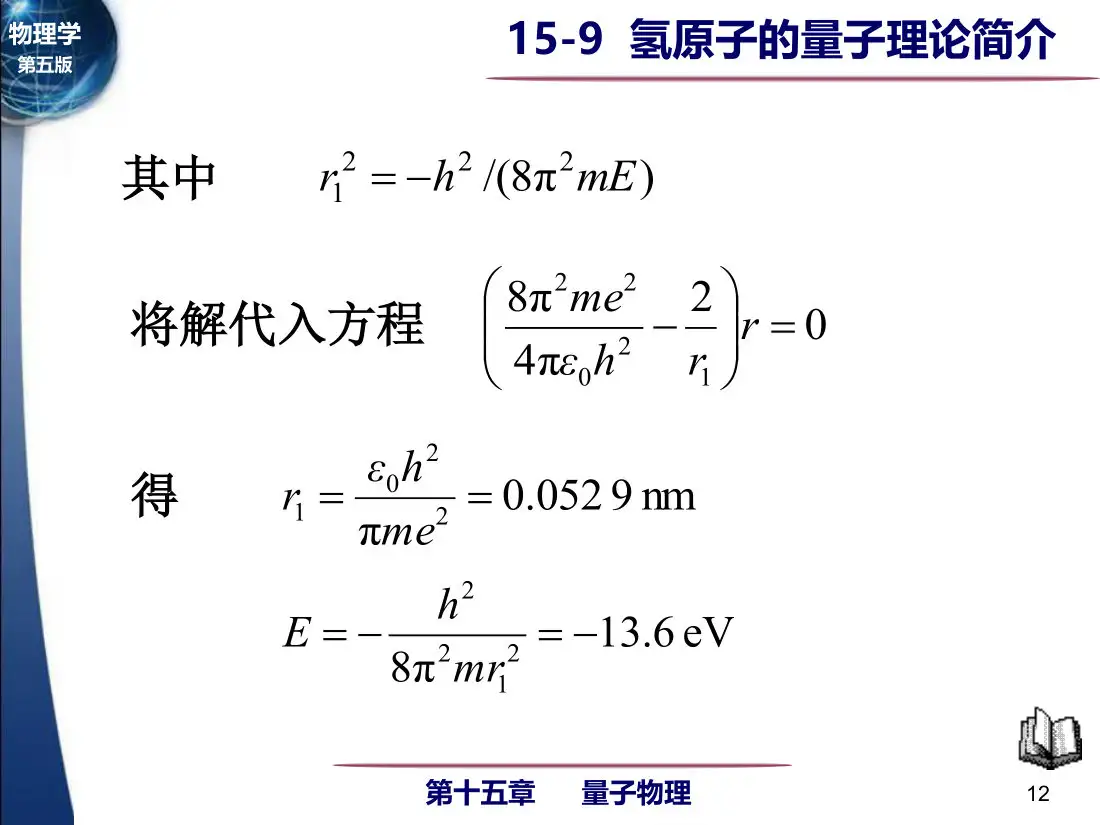 物理学
第五版
15-9 氢原子的量子理论简介
其中 r₁² = −h² /(8π²mE)
将解代入方程 (8π²me² / 4πε₀h² − 2 / r₁) r = 0
得 r₁ = ε₀h² / πme² = 0.052 9 nm
E = − h² / 8π²mr₁² = −13.6 eV
第十五章 量子物理
12